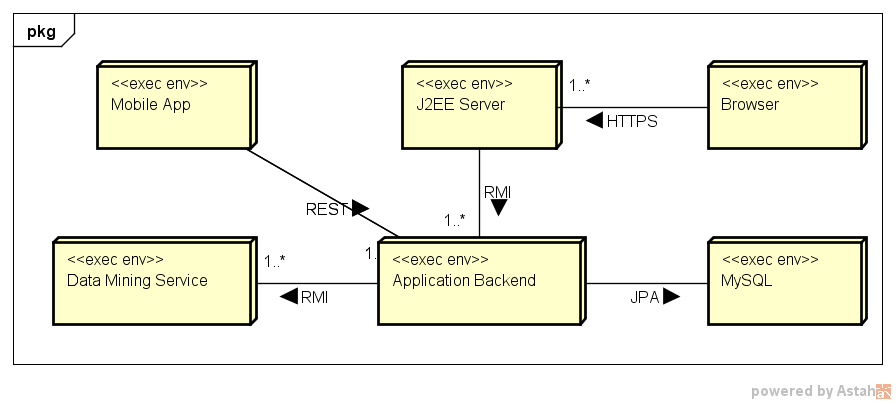 pkg
<<exec env>>
Mobile App
<<exec env>>
J2EE Server
1..*
<<exec env>>
Browser
HTTPS
RMI
REST
1..*
<<exec env>>
Data Mining Service
1..*
RMI
1..
<<exec env>>
Application Backend
JPA
<<exec env>>
MySQL
powered by Astah